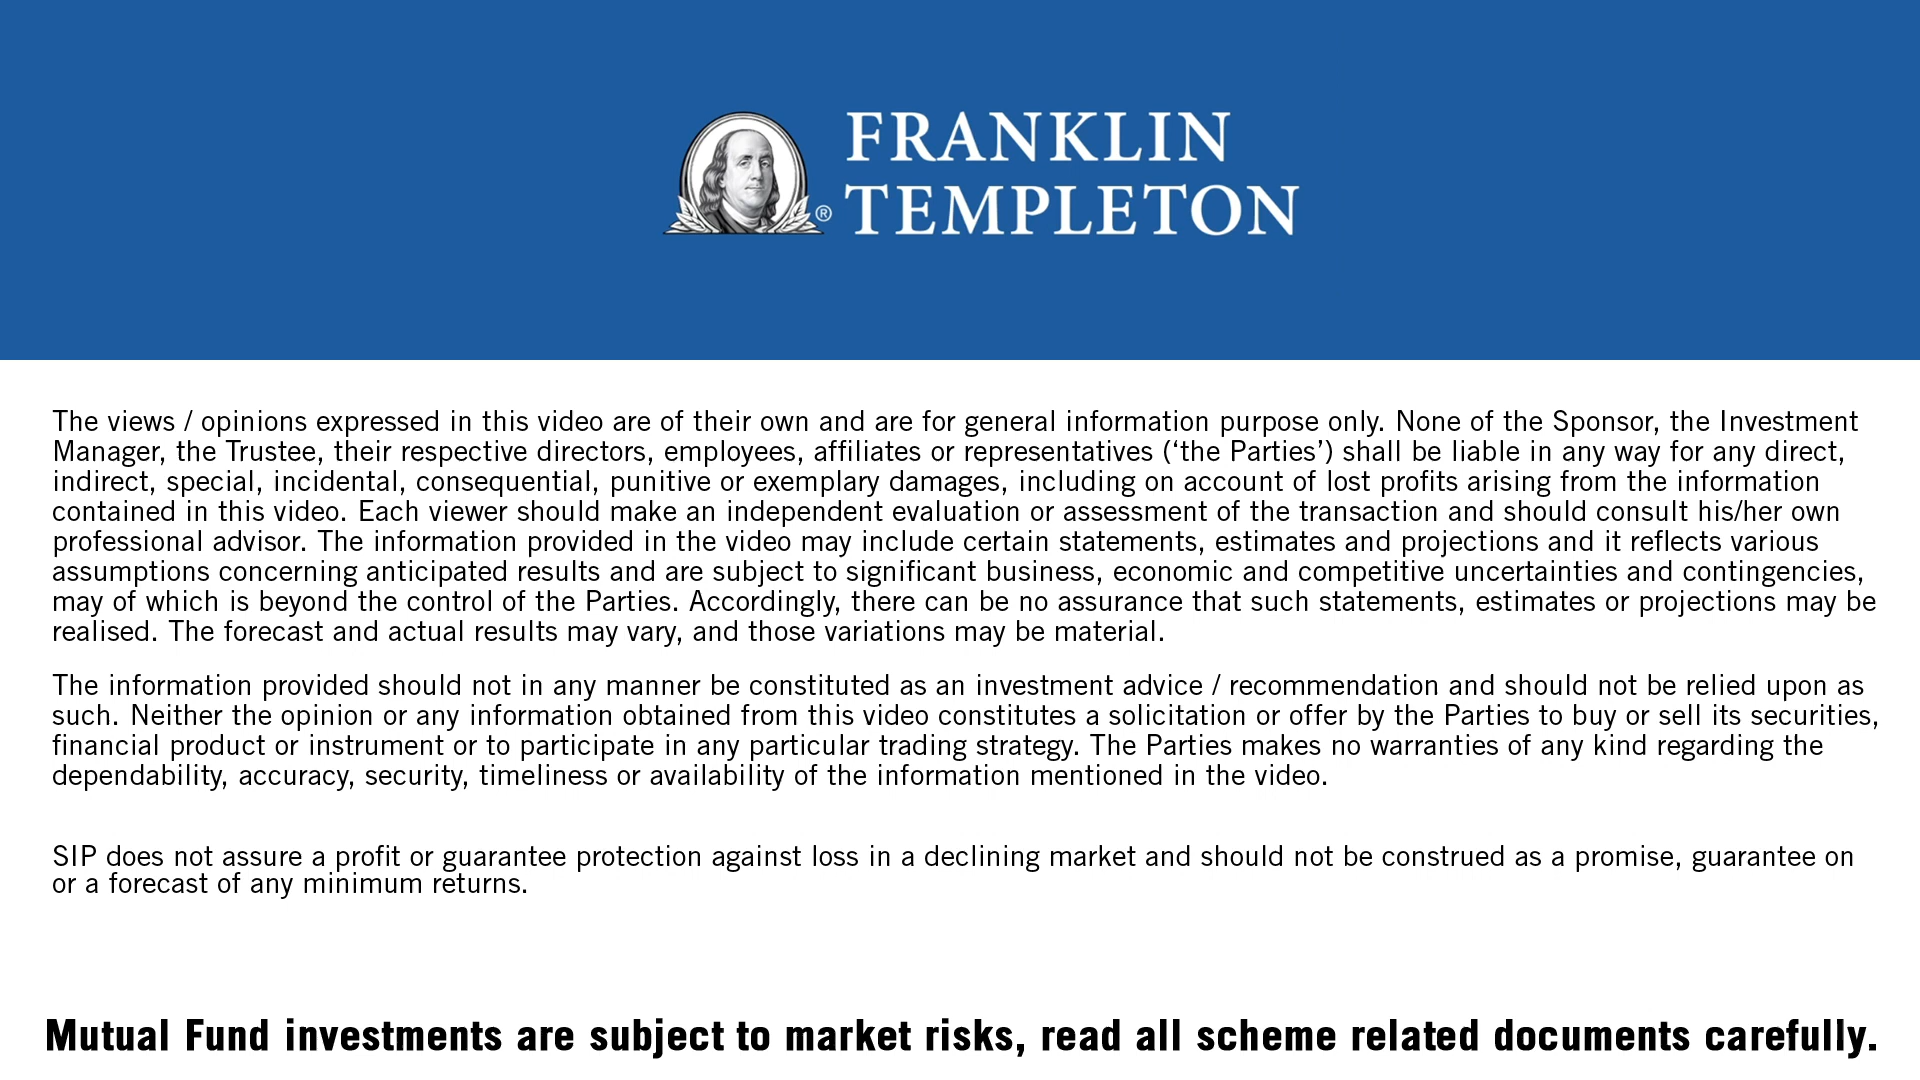 FRANKLIN
® TEMPLETON
The views / opinions expressed in this video are of their own and are for general information purpose only. None of the Sponsor, the Investment
Manager, the Trustee, their respective directors, employees, affiliates or representatives (‘the Parties’) shall be liable in any way for any direct,
indirect, special, incidental, consequential, punitive or exemplary damages, including on account of lost profits arising from the information
contained in this video. Each viewer should make an independent evaluation or assessment of the transaction and should consult his/her own
professional advisor. The information provided in the video may include certain statements, estimates and projections and it reflects various
assumptions concerning anticipated results and are subject to significant business, economic and competitive uncertainties and contingencies,
may of which is beyond the control of the Parties. Accordingly, there can be no assurance that such statements, estimates or projections may be
realised. The forecast and actual results may vary, and those variations may be material.
The information provided should not in any manner be constituted as an investment advice / recommendation and should not be relied upon as
such. Neither the opinion or any information obtained from this video constitutes a solicitation or offer by the Parties to buy or sell its securities,
financial product or instrument or to participate in any particular trading strategy. The Parties makes no warranties of any kind regarding the
dependability, accuracy, security, timeliness or availability of the information mentioned in the video.
SIP does not assure a profit or guarantee protection against loss in a declining market and should not be construed as a promise, guarantee on
or a forecast of any minimum returns.
Mutual Fund investments are subject to market risks, read all scheme related documents carefully.